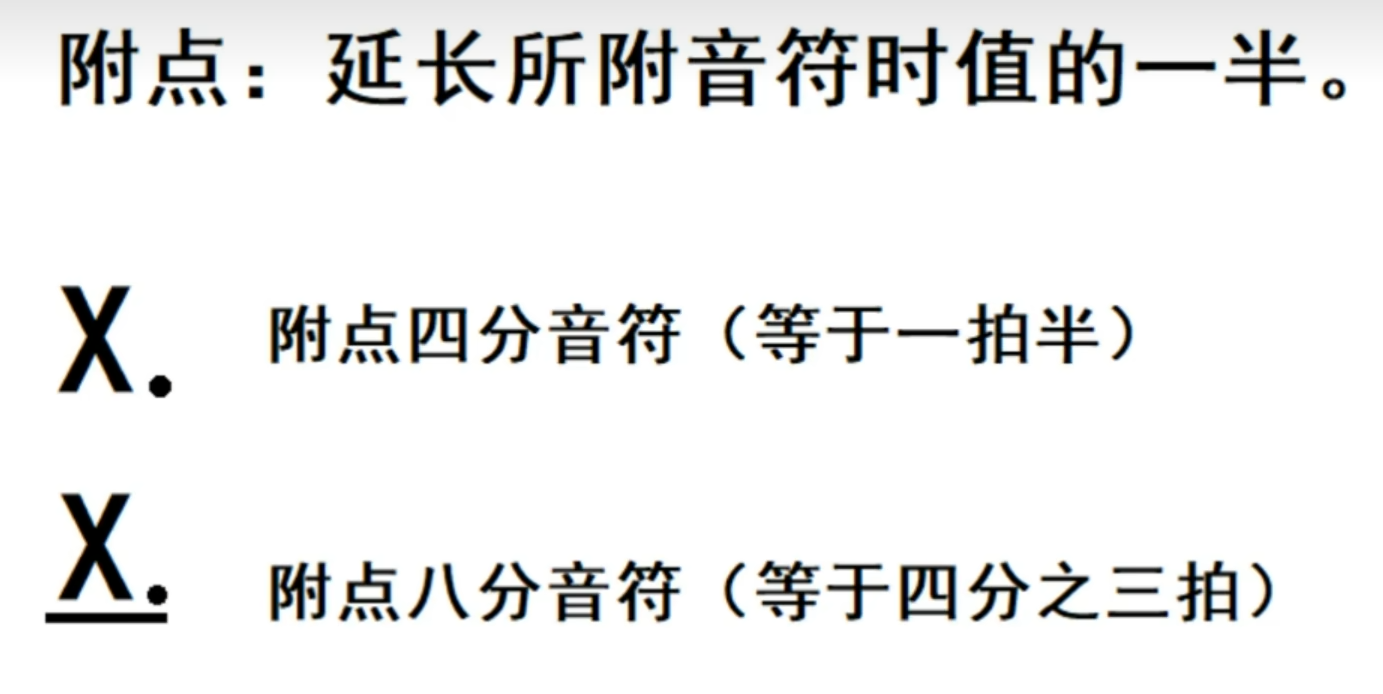 附点：延长所附音符时值的一半。
X. 附点四分音符（等于一拍半）
X. 附点八分音符（等于四分之三拍）